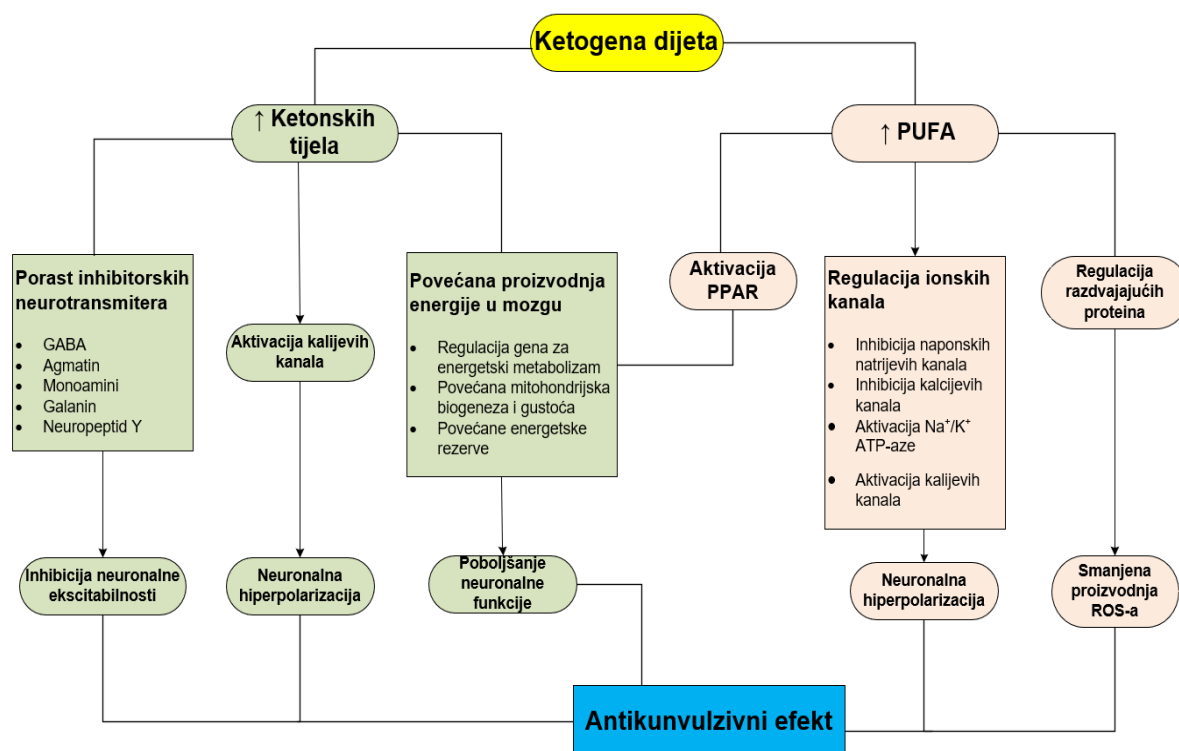 Ketogena dijeta
↑ Ketonskih
tijela
↑ PUFA
Porast inhibitorskih
neurotransmitera
• GABA
• Agmatin
• Monoamini
• Galanin
• Neuropeptid Y
Aktivacija kalijevih
kanala
Povećana proizvodnja
energije u mozgu
• Regulacija gena za
energetski metabolizam
• Povećana mitohondrijska
biogeneza i gustoća
• Povećane energetske
rezerve
Aktivacija
PPAR
Regulacija ionskih
kanala
• Inhibicija naponskih
natrijevih kanala
• Inhibicija kalcijevih
kanala
• Aktivacija Na⁺/K⁺
ATP-aze
• Aktivacija kalijevih
kanala
Regulacija
razdvajajućih
proteina
Inhibicija neuronalne
ekscitabilnosti
Neuronalna
hiperpolarizacija
Poboljšanje
neuronalne
funkcije
Neuronalna
hiperpolarizacija
Smanjena
proizvodnja
ROS-a
Antikunvulzivni efekt